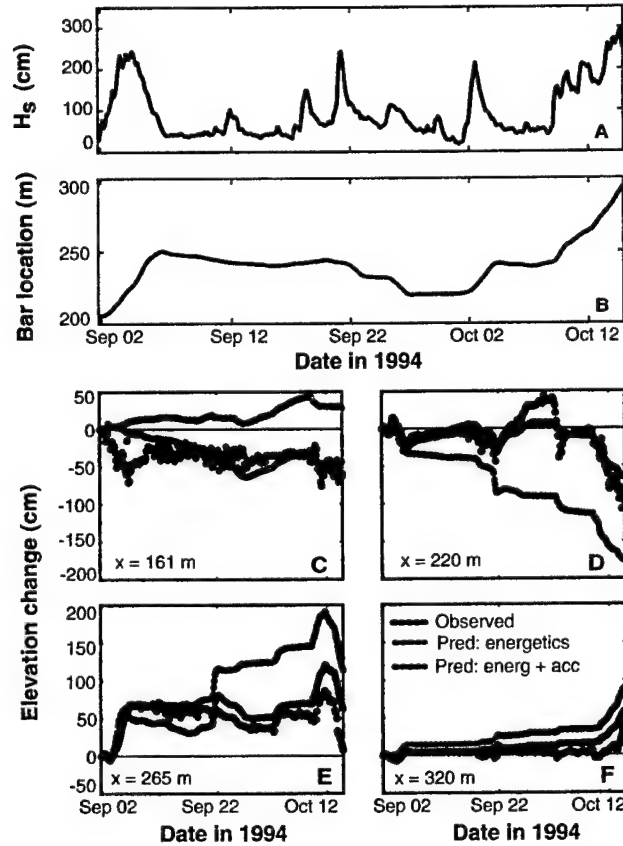 300
200
100
0
H_s (cm)
A
300
250
200
Bar location (m)
B
Sep 02
Sep 12
Sep 22
Oct 02
Oct 12
Date in 1994
50
0
-50
-100
-150
-200
x = 161 m
C
x = 220 m
D
Elevation change (cm)
200
150
100
50
0
-50
x = 265 m
E
Observed
Pred: energetics
Pred: energ + acc
x = 320 m
F
Sep 02
Sep 22
Oct 12
Sep 02
Sep 22
Oct 12
Date in 1994
Date in 1994